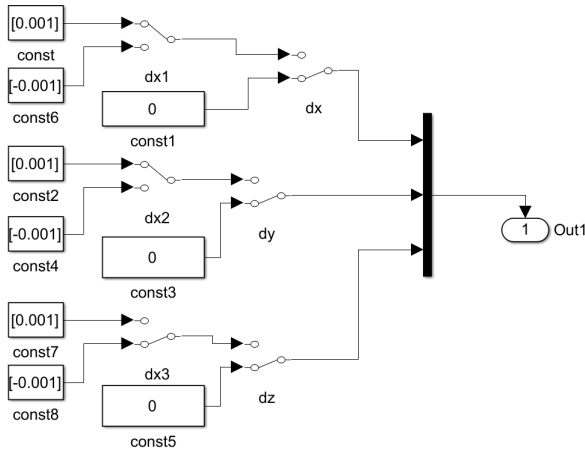 [0.001]
const
[-0.001]
const6
dx1
0
const1
dx
[0.001]
const2
[-0.001]
const4
dx2
0
const3
dy
1
Out1
[0.001]
const7
[-0.001]
const8
dx3
0
const5
dz